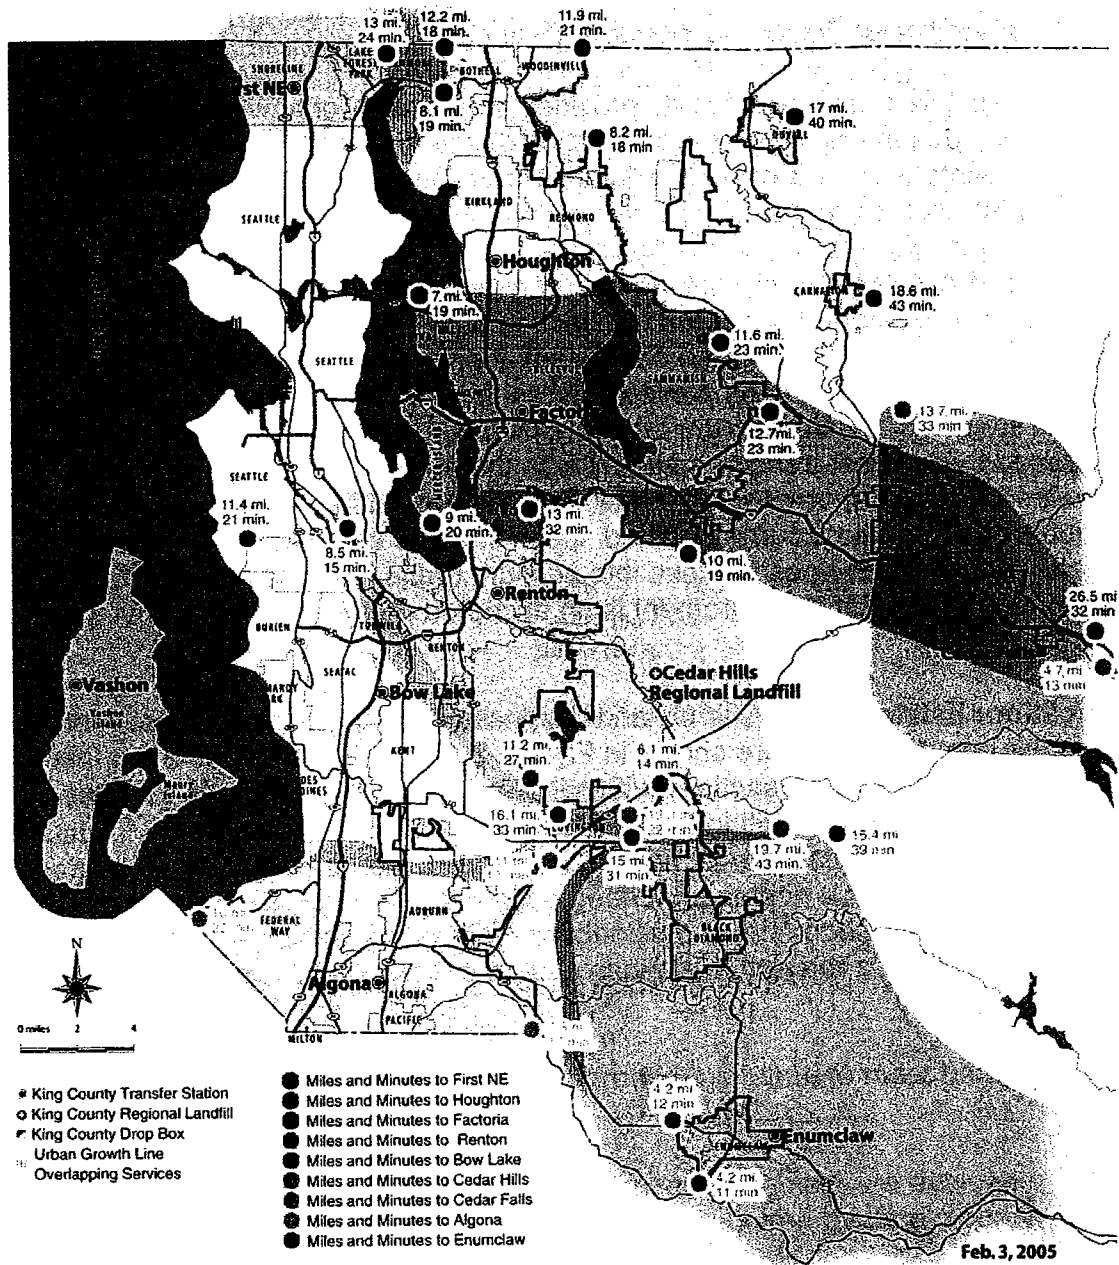 13 mi.
24 min.
12.2 mi.
18 min.
11.9 mi.
21 min.
SHORELINE
LAKE
FOREST
PARK
BOTHELL
WOODINVILLE
rst NE
8.1 mi.
19 min.
8.2 mi.
18 min
17 mi.
40 min.
DUVALL
SEATTLE
KIRKLAND
REDMOND
Houghton
7 mi.
19 min.
CARNATION
18.6 mi.
43 min.
11.6 mi.
23 min.
SEATTLE
SAMMAMISH
Factoria
12.7mi.
23 min.
13.7 mi.
33 min.
SEATTLE
11.4 mi.
21 min.
8.5 mi.
15 min.
9 mi.
20 min.
13 mi.
32 min.
10 mi.
19 min.
Renton
26.5 mi
32 min.
BURIEN
TUKWILA
RENTON
SEATAC
4.7 mi.
13 min
Vashon
Vashon
Island
Bow Lake
Cedar Hills
Regional Landfill
KENT
11.2 mi.
27 min.
6.1 mi.
14 min.
Maury
Island
DES
MOINES
16.1 mi.
33 min.
COVINGTON
15 mi.
31 min.
19.7 mi.
43 min.
15.4 mi
33 min
FEDERAL
WAY
AUBURN
BLACK
DIAMOND
N
Algona
ALGONA
PACIFIC
MILTON
0 miles 2 4
King County Transfer Station
King County Regional Landfill
King County Drop Box
Urban Growth Line
Overlapping Services
Miles and Minutes to First NE
Miles and Minutes to Houghton
Miles and Minutes to Factoria
Miles and Minutes to Renton
Miles and Minutes to Bow Lake
Miles and Minutes to Cedar Hills
Miles and Minutes to Cedar Falls
Miles and Minutes to Algona
Miles and Minutes to Enumclaw
4.2 mi
12 min.
Enumclaw
4.2 mi.
11 min
Feb. 3, 2005